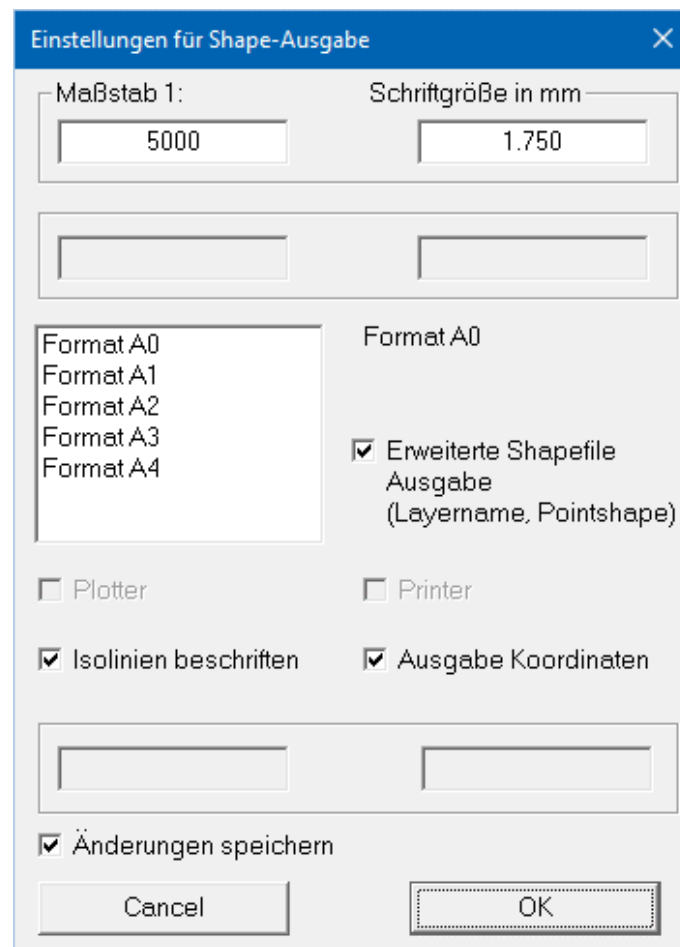 Einstellungen für Shape-Ausgabe
Maßstab 1:
Schriftgröße in mm
5000
1.750
Format A0
Format A1
Format A2
Format A3
Format A4
Format A0
Erweiterte Shapefile
Ausgabe
(Layername, Pointshape)
Plotter
Printer
Isolinien beschriften
Ausgabe Koordinaten
Änderungen speichern
Cancel
OK